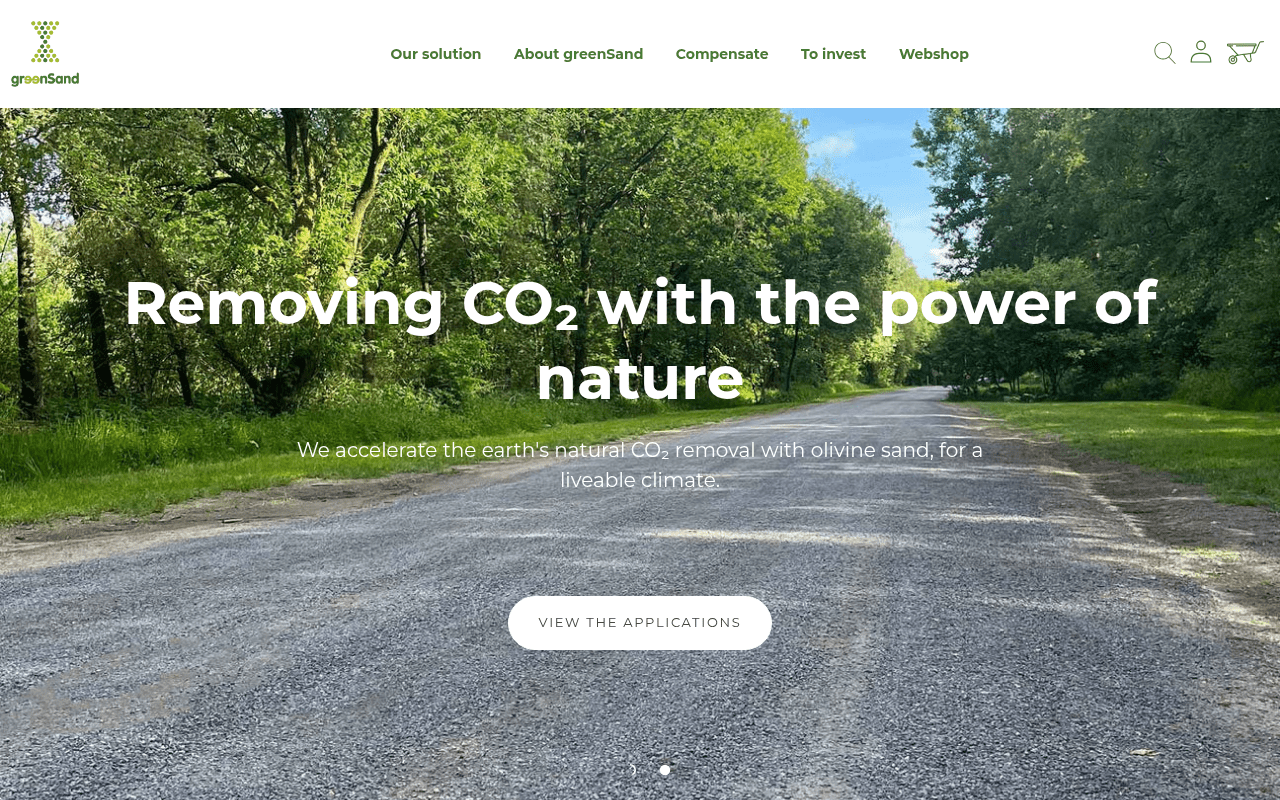 greenSand
Our solution
About greenSand
Compensate
To invest
Webshop
Removing CO₂ with the power of
nature
We accelerate the earth's natural CO₂ removal with olivine sand, for a
liveable climate.
VIEW THE APPLICATIONS